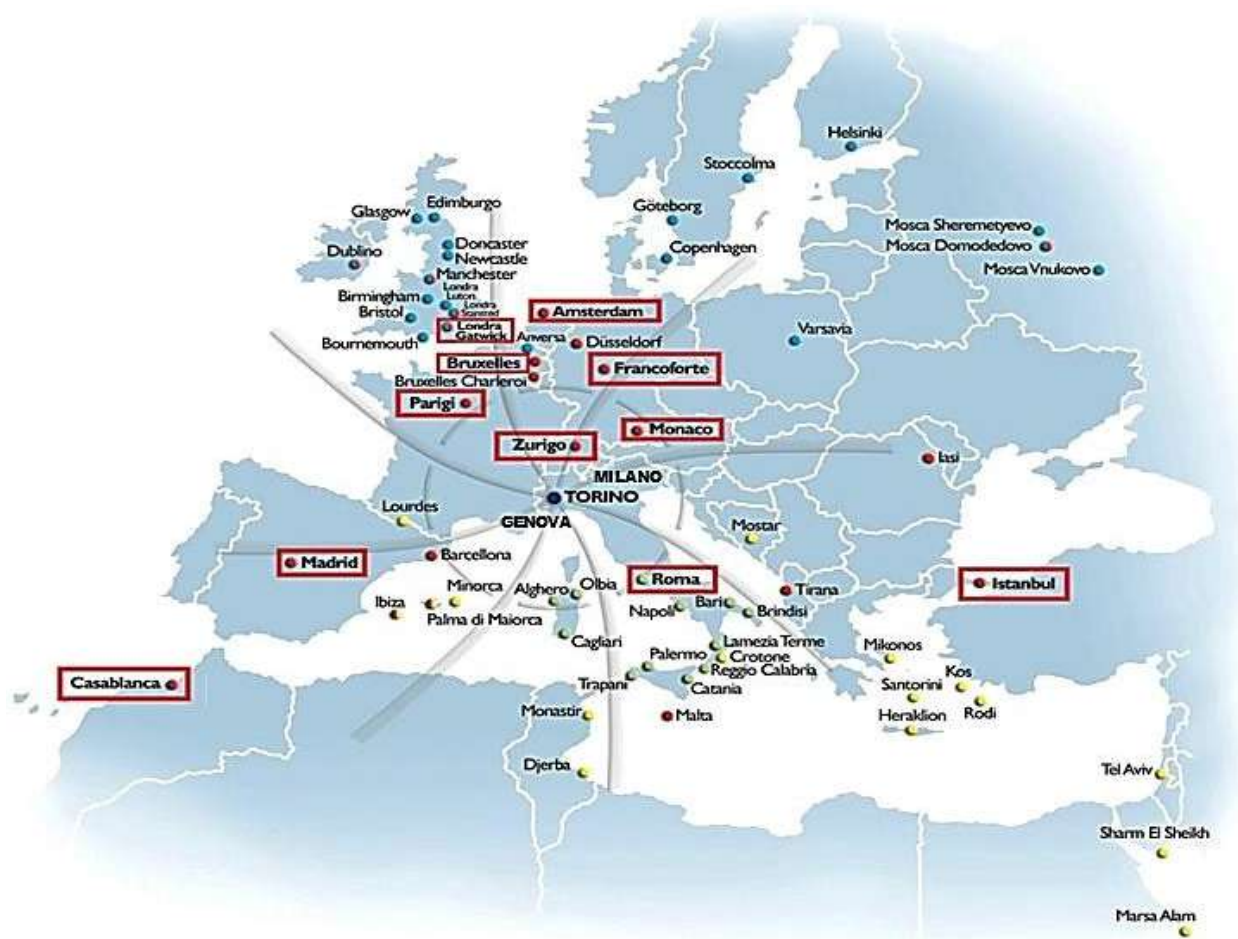 Helsinki
Stoccolma
Edimburgo
Glasgow
Göteborg
Mosca Sheremetyevo
Mosca Domodedovo
Mosca Vnukovo
Doncaster
Newcastle
Dublino
Copenhagen
Manchester
Londra
Luton
Birmingham
Londra
Stansted
Bristol
Amsterdam
Londra
Gatwick
Bournemouth
Anversa
Düsseldorf
Varsavia
Bruxelles
Francoforte
Bruxelles Charleroi
Parigi
Monaco
Zurigo
Iasi
MILANO
TORINO
GENOVA
Lourdes
Mostar
Barcellona
Madrid
Roma
Istanbul
Minorca
Alghero
Olbia
Tirana
Ibiza
Palma di Maiorca
Napoli
Bari
Brindisi
Cagliari
Lamezia Terme
Mikonos
Palermo
Crotone
Reggio Calabria
Trapani
Catania
Casablanca
Kos
Santorini
Rodi
Monastir
Malta
Heraklion
Djerba
Tel Aviv
Sharm El Sheikh
Marsa Alam